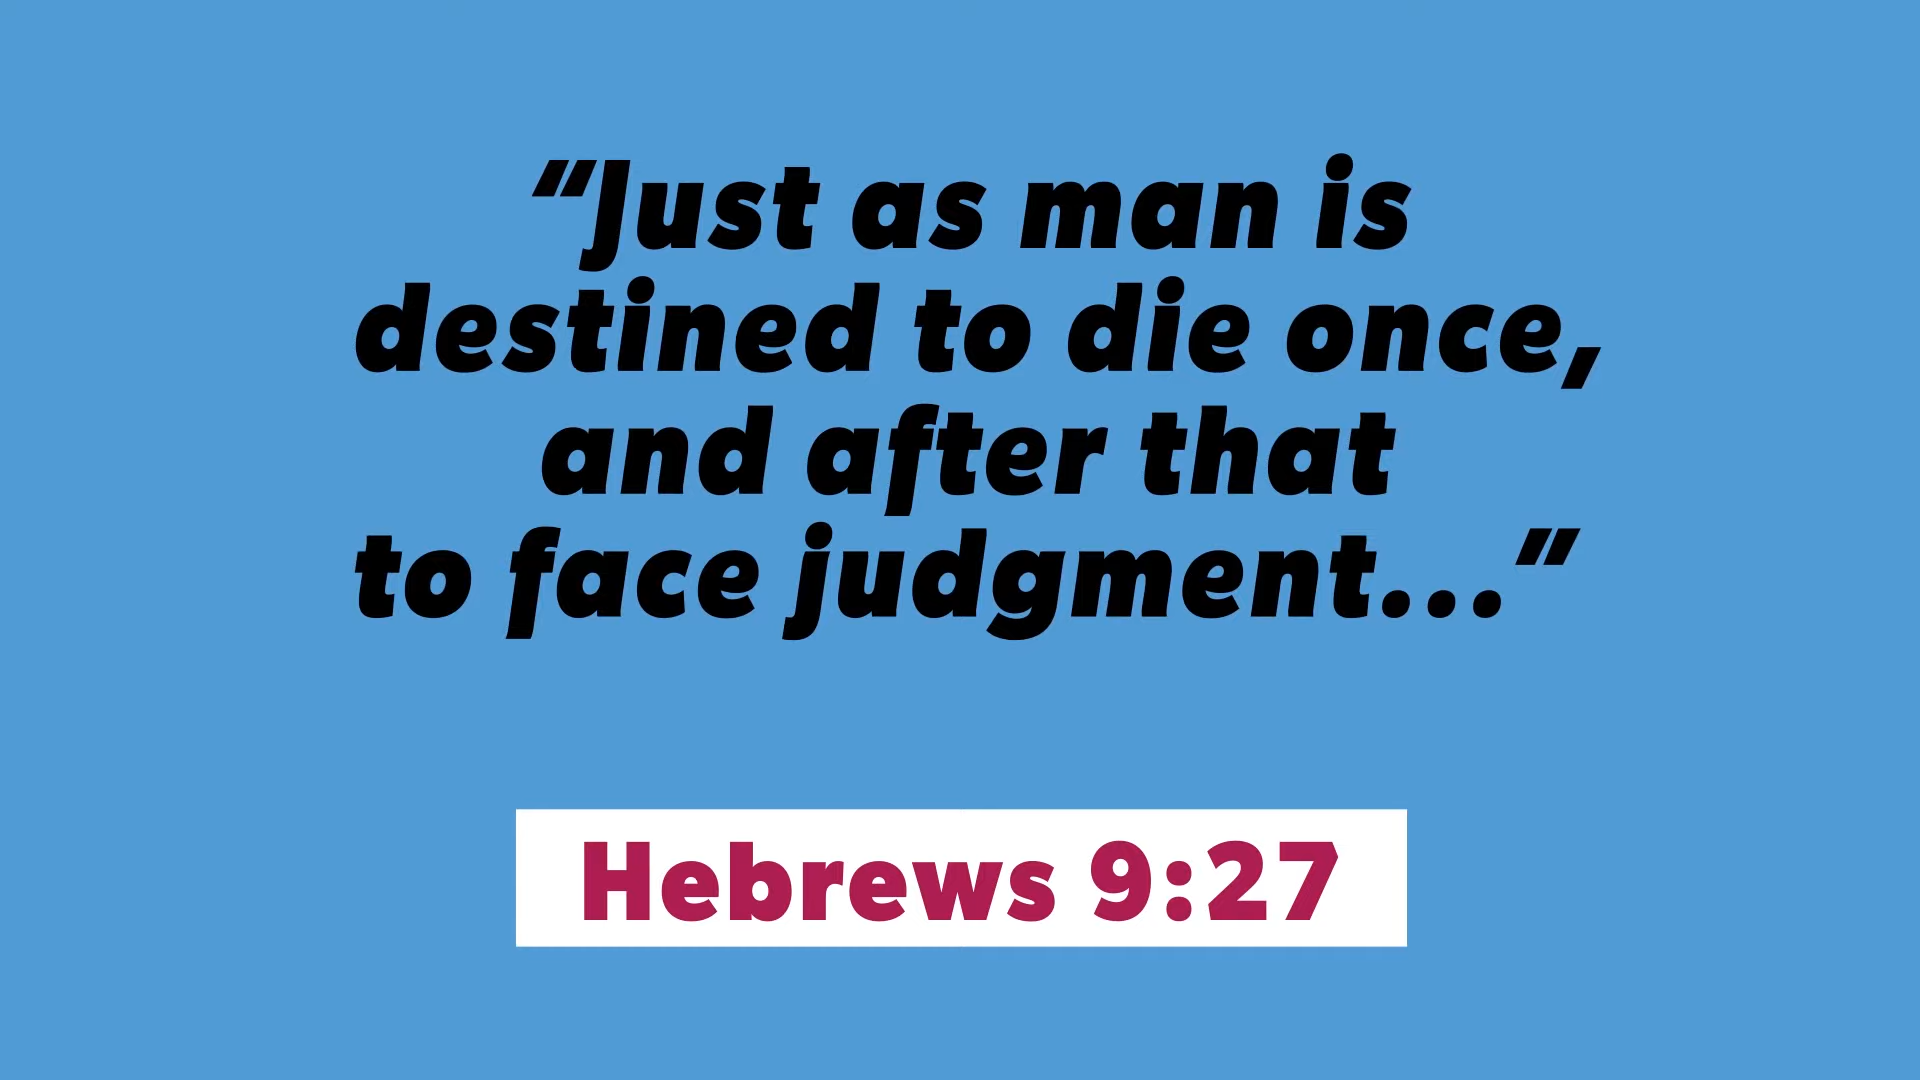 “Just as man is
destined to die once,
and after that
to face judgment...”
Hebrews 9:27